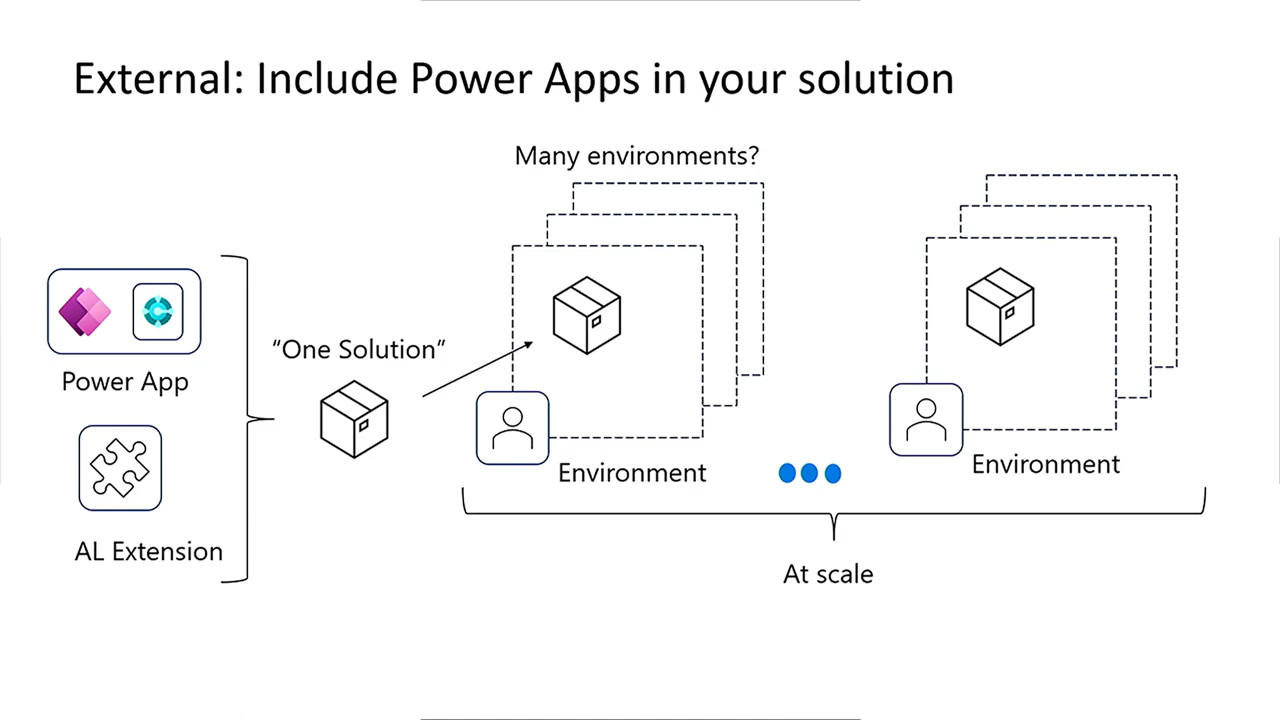 External: Include Power Apps in your solution
Many environments?
"One Solution"
Power App
AL Extension
Environment
Environment
At scale